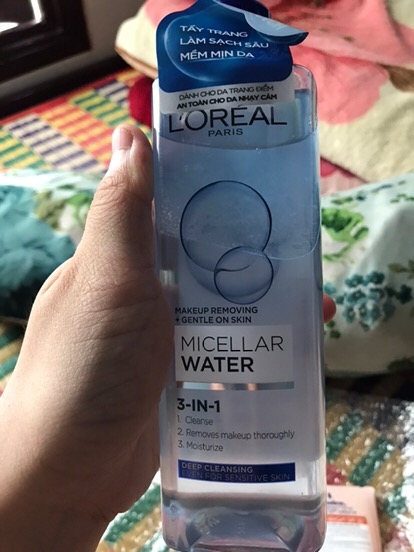 TẨY TRANG
LÀM SẠCH SÂU
MỀM MỊN DA
DÀNH CHO DA TRANG ĐIỂM
AN TOÀN CHO DA NHẠY CẢM
L'ORÉAL
PARIS
MAKEUP REMOVING
+ GENTLE ON SKIN
MICELLAR
WATER
3-IN-1
1. Cleanse
2. Removes makeup thoroughly
3. Moisturize
DEEP CLEANSING
EVEN FOR SENSITIVE SKIN